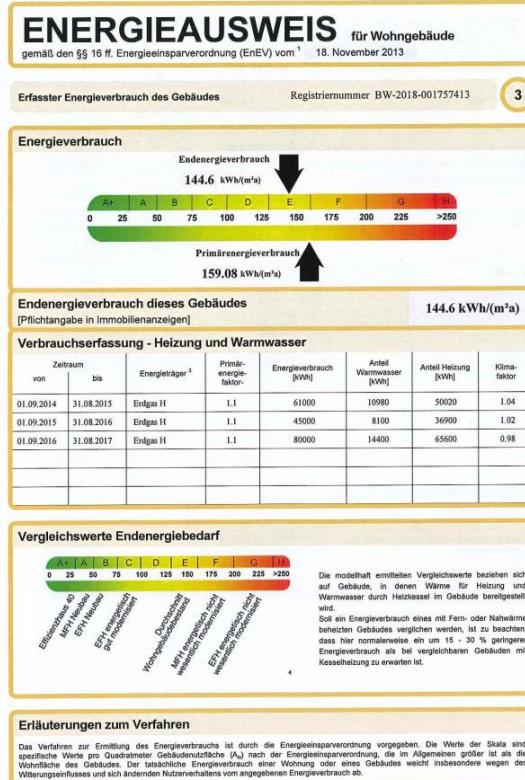 ENERGIEAUSWEIS für Wohngebäude
gemäß den §§ 16 ff. Energieeinsparverordnung (EnEV) vom ¹ 18. November 2013
Erfasster Energieverbrauch des Gebäudes Registriernummer BW-2018-001757413 3
Energieverbrauch
Endenergieverbrauch
144.6 kWh/(m²a)
A+ A B C D E F G H
0 25 50 75 100 125 150 175 200 225 >250
Primärenergieverbrauch
159.08 kWh/(m²a)
Endenergieverbrauch dieses Gebäudes
[Pflichtangabe in Immobilienanzeigen]
144.6 kWh/(m²a)
Verbrauchserfassung - Heizung und Warmwasser
Zeitraum
von bis
Energieträger ³
Primär-
energie-
faktor-
Energieverbrauch
[kWh]
Anteil
Warmwasser
[kWh]
Anteil Heizung
[kWh]
Klima-
faktor
01.09.2014 31.08.2015 Erdgas H 1.1 61000 10980 50020 1.04
01.09.2015 31.08.2016 Erdgas H 1.1 45000 8100 36900 1.02
01.09.2016 31.08.2017 Erdgas H 1.1 80000 14400 65600 0.98
Vergleichswerte Endenergiebedarf
A+ A B C D E F G H
0 25 50 75 100 125 150 175 200 225 >250
Effizienzhaus 40
MFH Neubau
EFH Neubau
EFH energetisch
gut modernisiert
Durchschnitt
Wohngebäudebestand
MFH energetisch nicht
wesentlich modernisiert
EFH energetisch nicht
wesentlich modernisiert
4
Die modellhaft ermittelten Vergleichswerte beziehen sich
auf Gebäude, in denen Wärme für Heizung und
Warmwasser durch Heizkessel im Gebäude bereitgestell
wird.
Soll ein Energieverbrauch eines mit Fern- oder Nahwärme
beheizten Gebäudes verglichen werden, ist zu beachten
dass hier normalerweise ein um 15 - 30 % geringerer
Energieverbrauch als bei vergleichbaren Gebäuden mit
Kesselheizung zu erwarten ist.
Erläuterungen zum Verfahren
Das Verfahren zur Ermittlung des Energieverbrauchs ist durch die Energieeinsparverordnung vorgegeben. Die Werte der Skala sind
spezifische Werte pro Quadratmeter Gebäudenutzfläche (Aₙ) nach der Energieeinsparverordnung, die im Allgemeinen größer ist als die
Wohnfläche des Gebäudes. Der tatsächliche Energieverbrauch einer Wohnung oder eines Gebäudes weicht insbesondere wegen des
Witterungseinflusses und sich ändernden Nutzerverhaltens vom angegebenen Energieverbrauch ab.